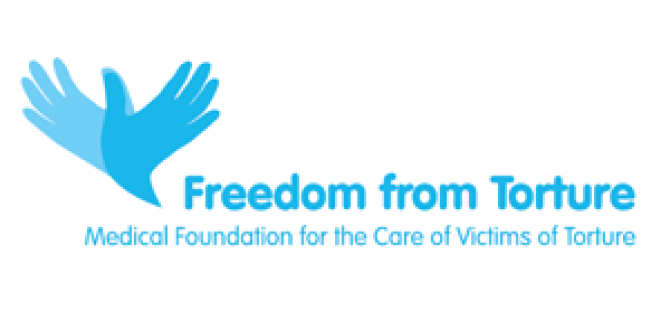 Freedom from Torture
Medical Foundation for the Care of Victims of Torture